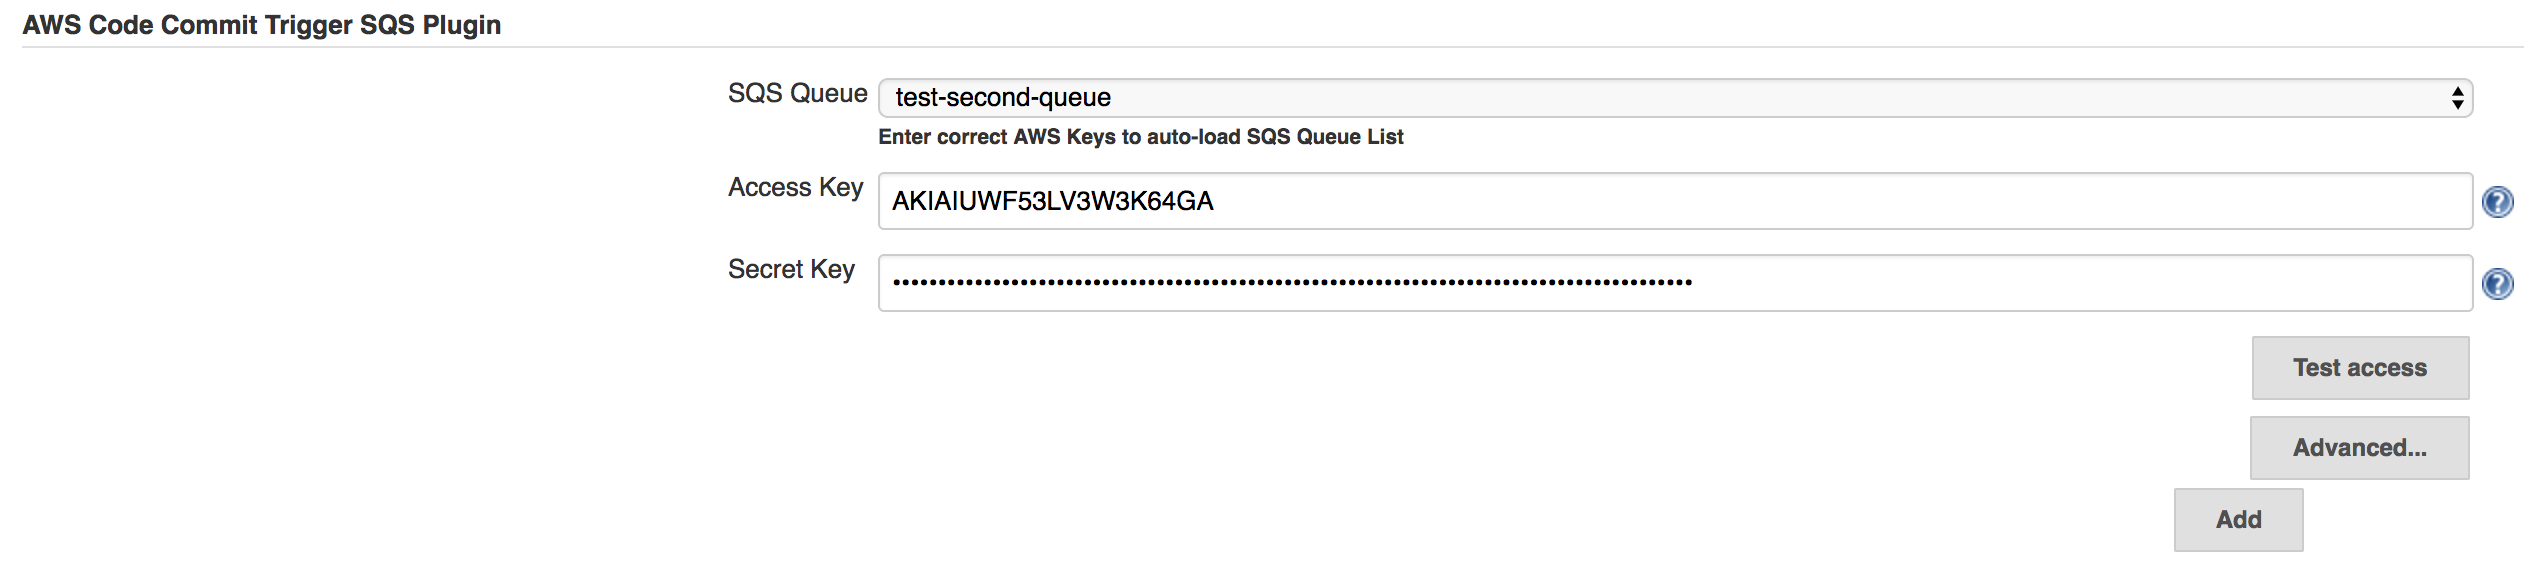 AWS Code Commit Trigger SQS Plugin
SQS Queue test-second-queue
Enter correct AWS Keys to auto-load SQS Queue List
Access Key AKIAIUWF53LV3W3K64GA
Secret Key
Test access
Advanced...
Add